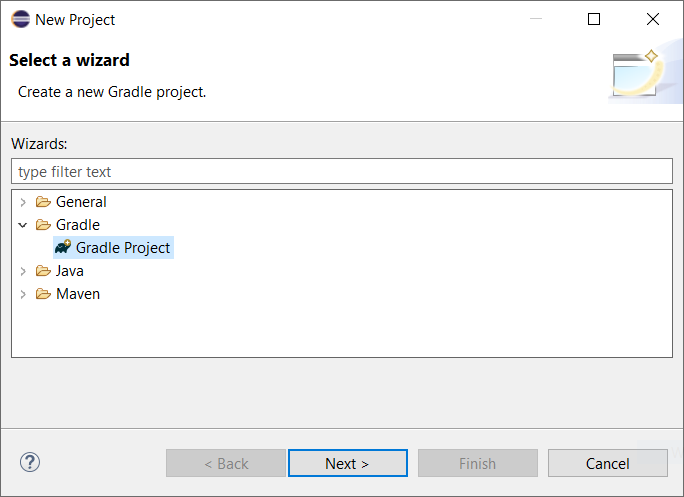 New Project
Select a wizard
Create a new Gradle project.
Wizards:
type filter text
General
Gradle
Gradle Project
Java
Maven
?
< Back
Next >
Finish
Cancel